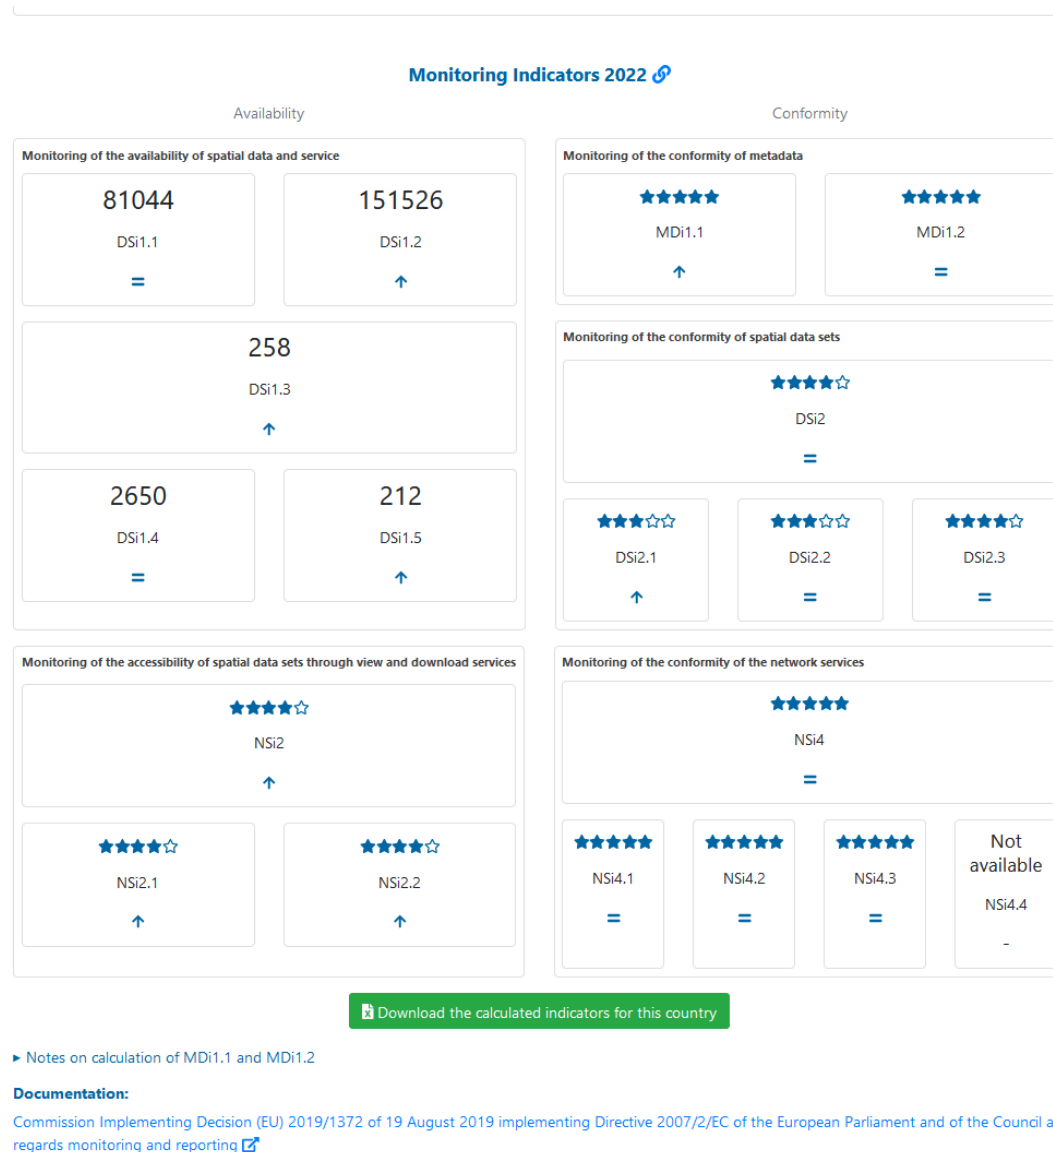 Monitoring Indicators 2022
Availability
Conformity
Monitoring of the availability of spatial data and service
81044
DSi1.1
=
151526
DSi1.2
↑
258
DSi1.3
↑
2650
DSi1.4
=
212
DSi1.5
↑
Monitoring of the conformity of metadata
★★★★★
MDi1.1
↑
★★★★★
MDi1.2
=
Monitoring of the conformity of spatial data sets
★★★★☆
DSi2
=
★★★☆☆
DSi2.1
↑
★★★☆☆
DSi2.2
=
★★★★☆
DSi2.3
=
Monitoring of the accessibility of spatial data sets through view and download services
★★★★☆
NSi2
↑
★★★★☆
NSi2.1
↑
★★★★☆
NSi2.2
↑
Monitoring of the conformity of the network services
★★★★★
NSi4
=
★★★★★
NSi4.1
=
★★★★★
NSi4.2
=
★★★★★
NSi4.3
=
Not
available
NSi4.4
-
Download the calculated indicators for this country
▸ Notes on calculation of MDi1.1 and MDi1.2
Documentation:
Commission Implementing Decision (EU) 2019/1372 of 19 August 2019 implementing Directive 2007/2/EC of the European Parliament and of the Council a
regards monitoring and reporting